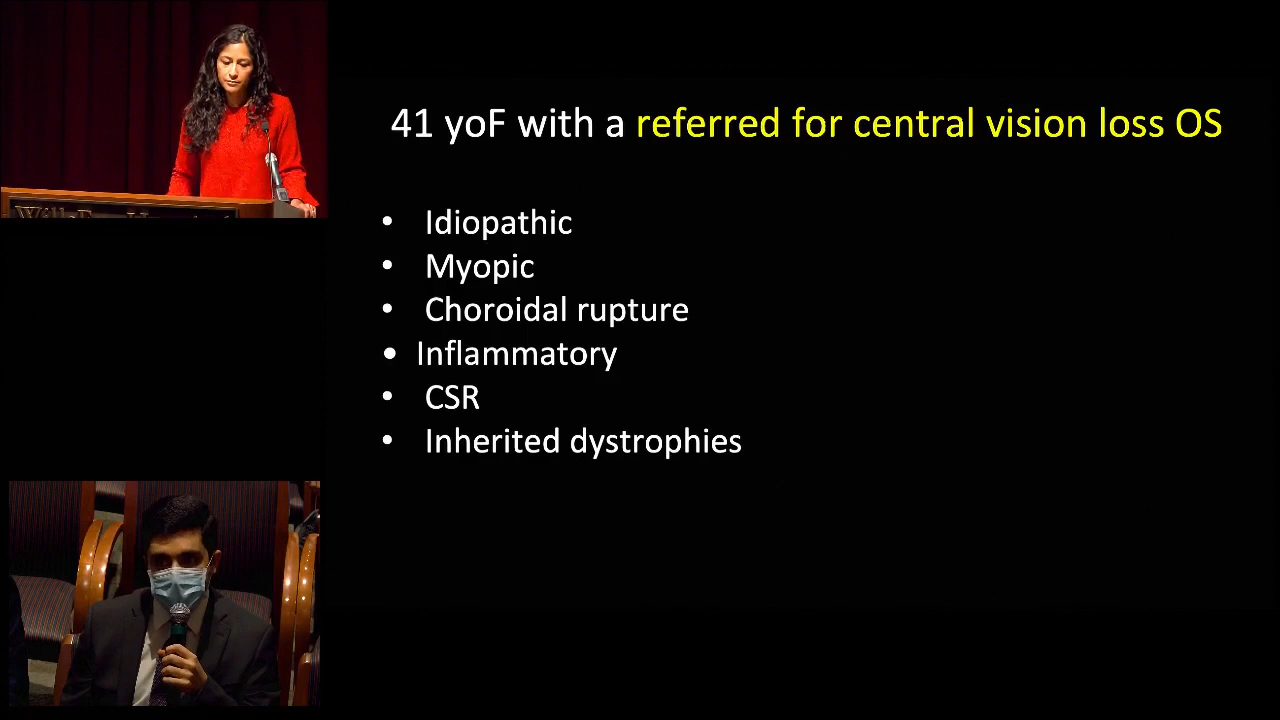 41 yoF with a referred for central vision loss OS
• Idiopathic
• Myopic
• Choroidal rupture
• Inflammatory
• CSR
• Inherited dystrophies